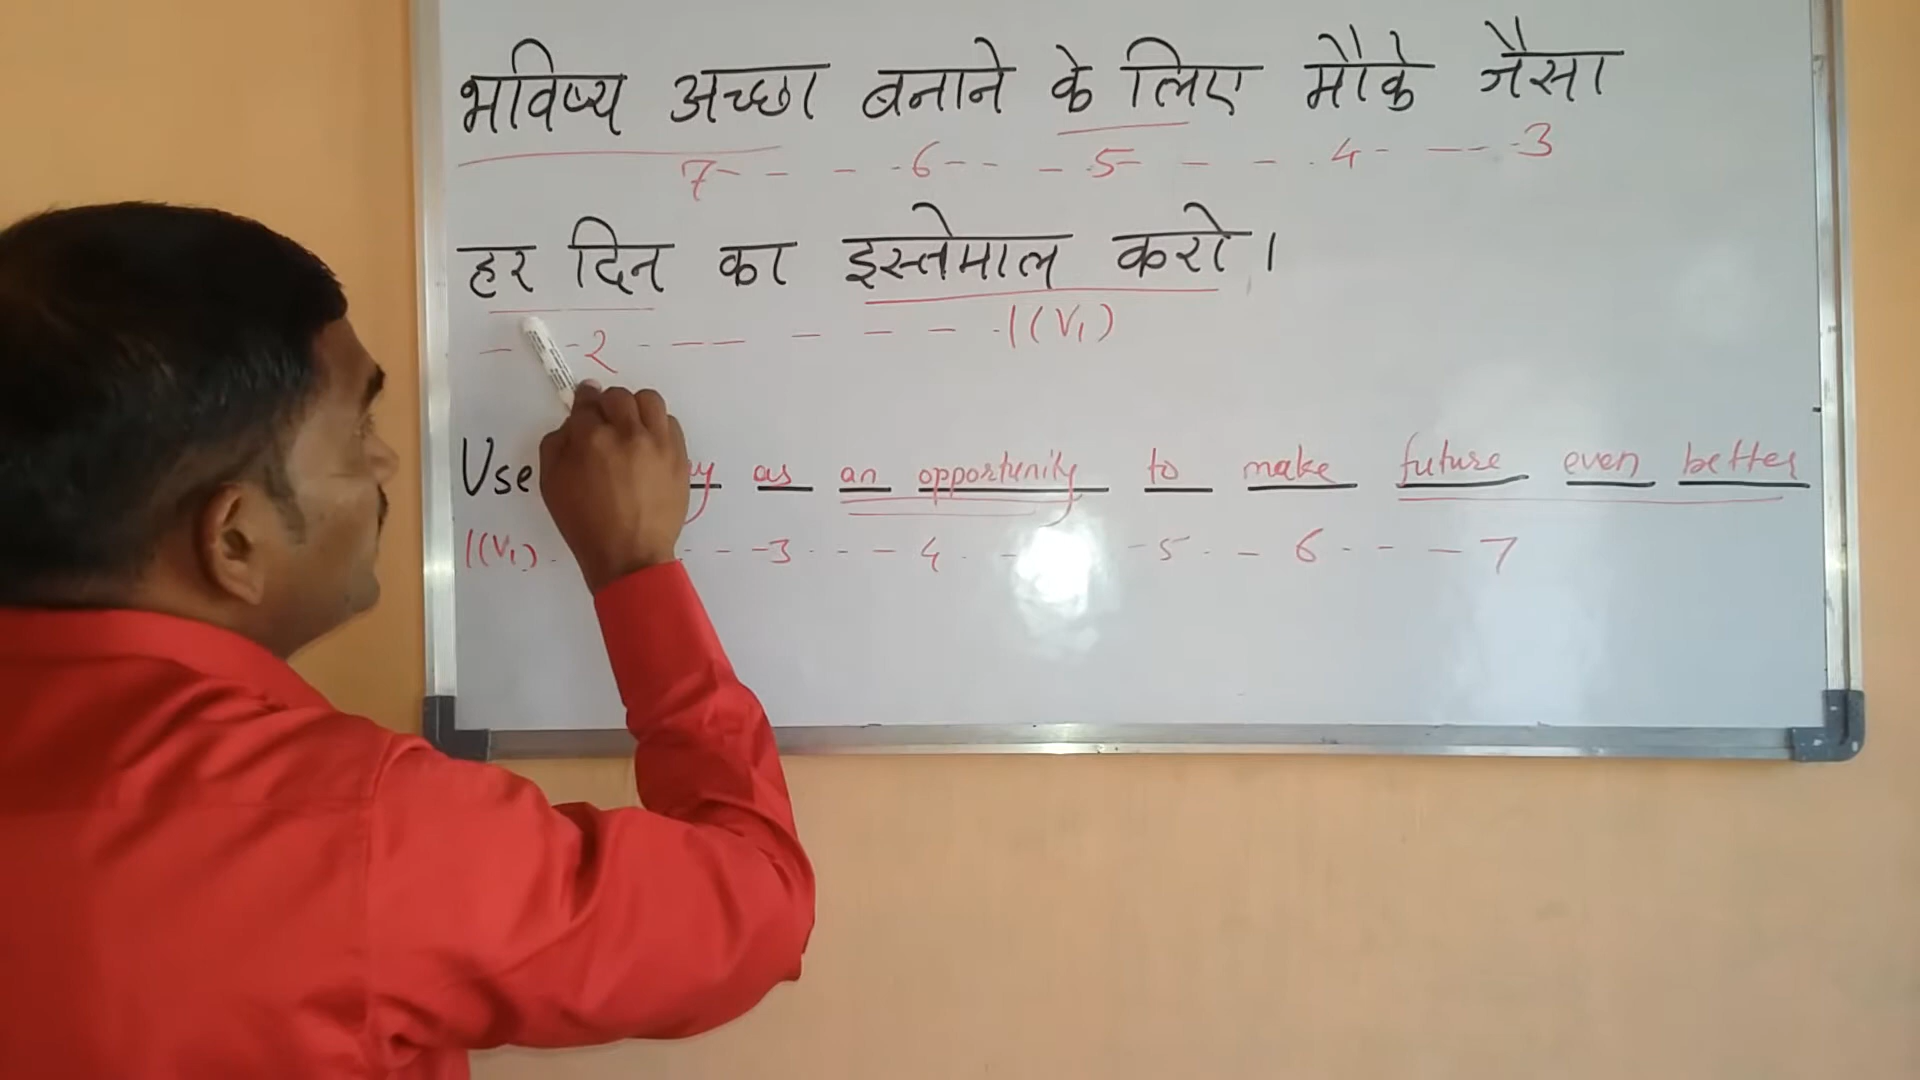 भविष्य अच्छा बनाने के लिए मौके जैसा
7 - - - 6 - - - 5 - - - 4 - - - 3
हर दिन का इस्तेमाल करो।
- - 2 - - - - - - 1(V₁)
Use as an opportunity to make future even better
1(V₁) - - - 3 - - - 4 - - - 5 - - 6 - - - 7